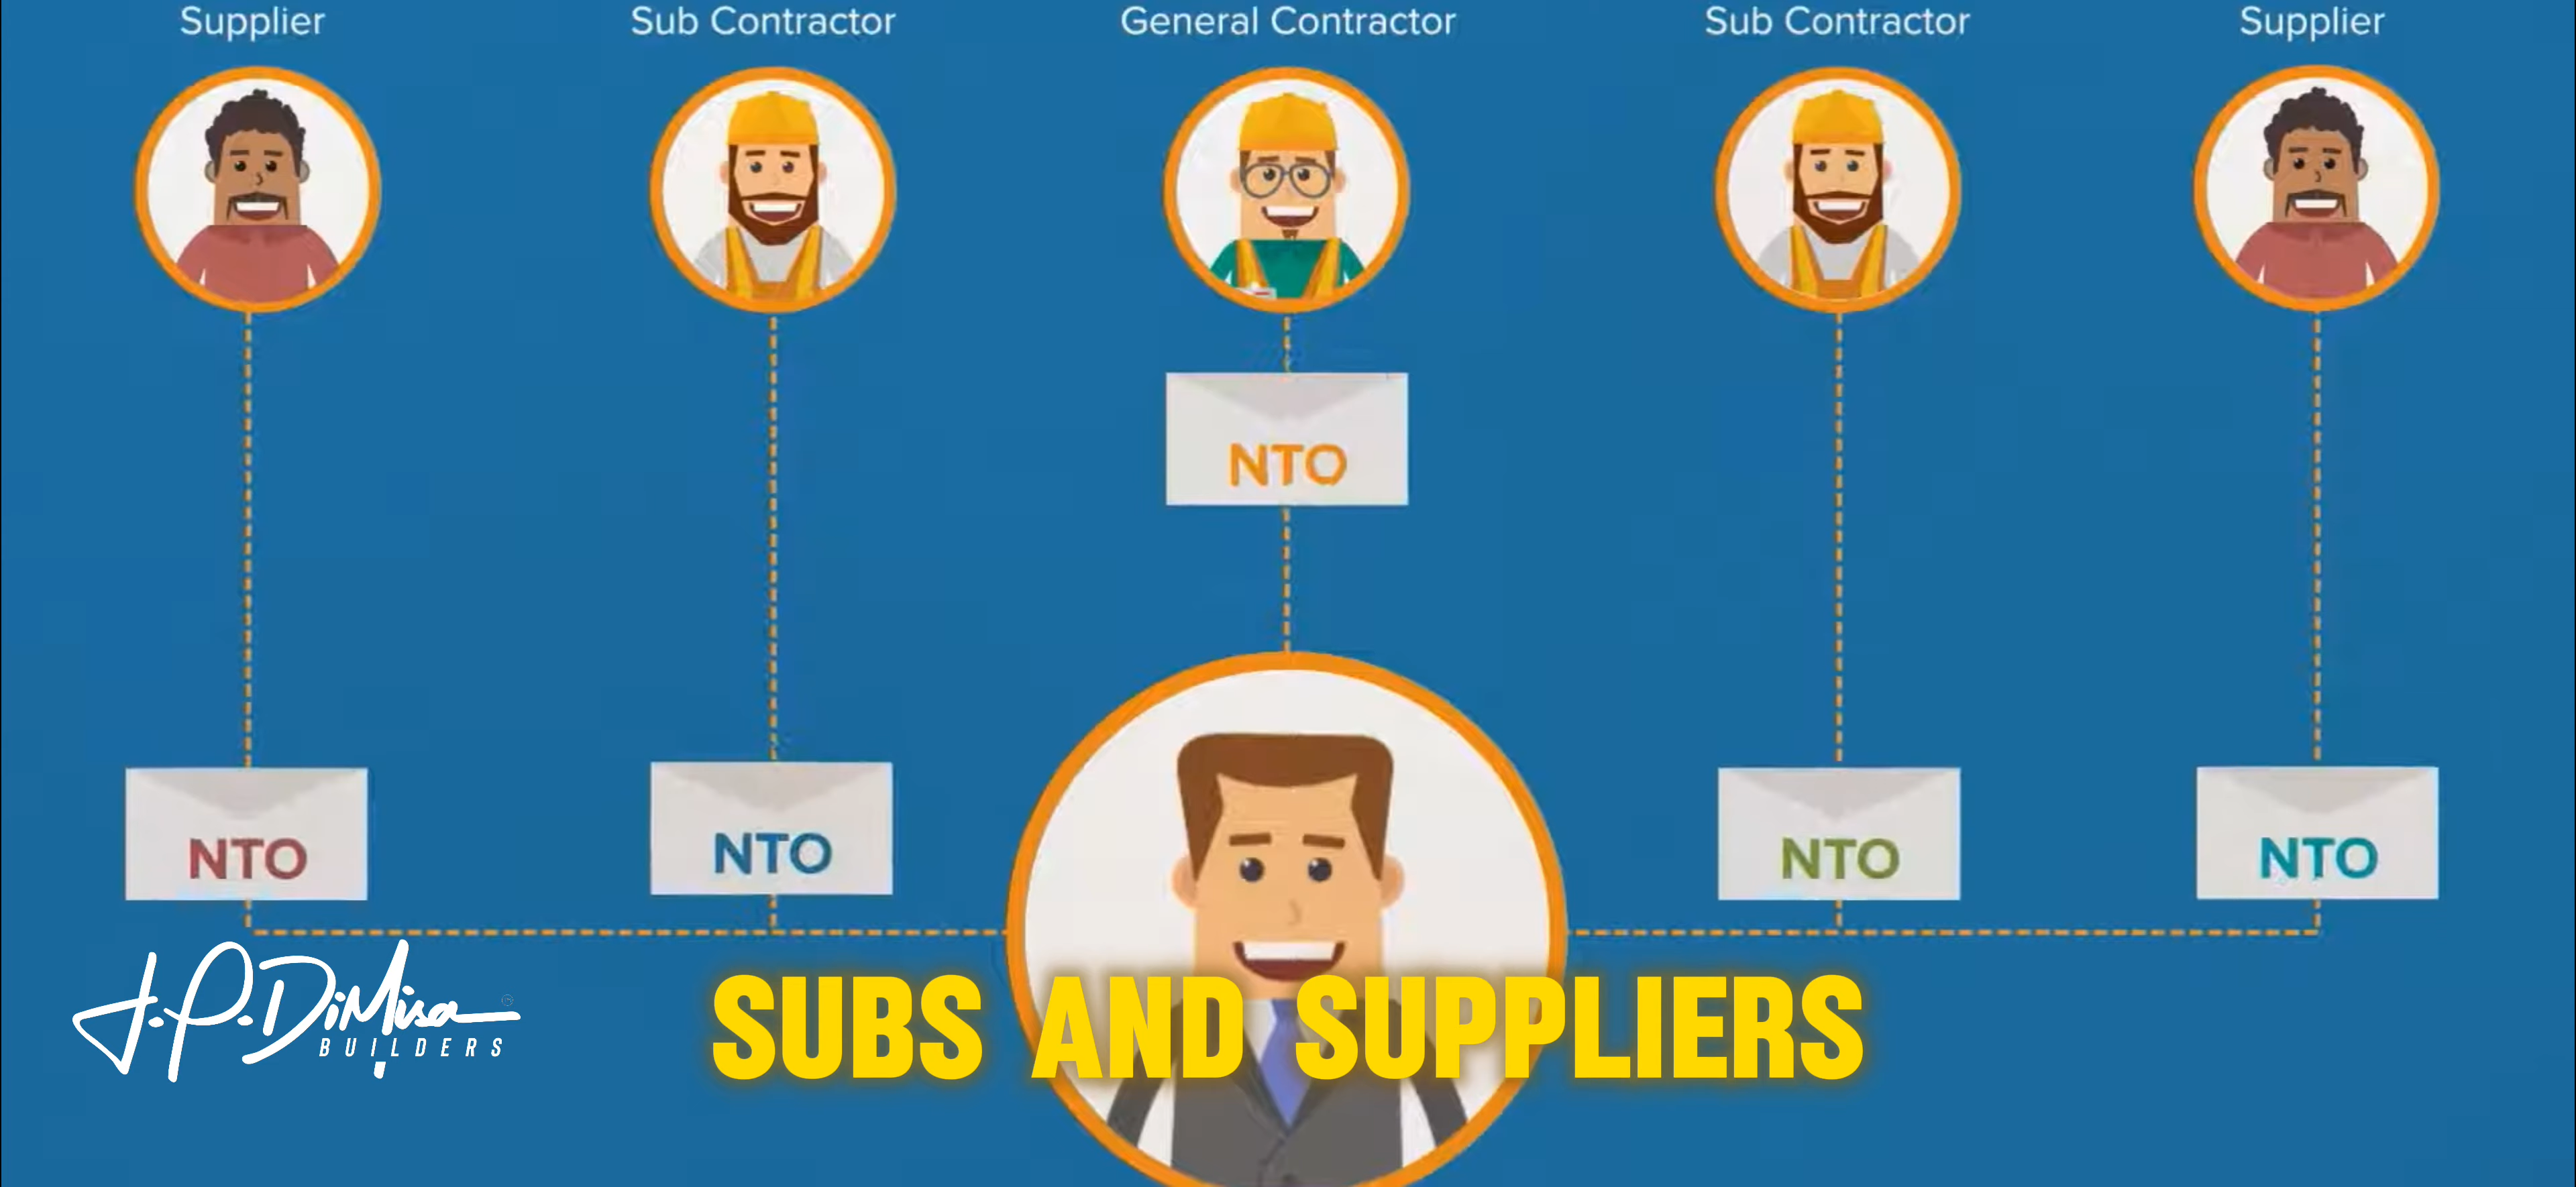 Supplier
Sub Contractor
General Contractor
Sub Contractor
Supplier
NTO
NTO
NTO
NTO
NTO
J.P. DiMisa
BUILDERS
SUBS AND SUPPLIERS